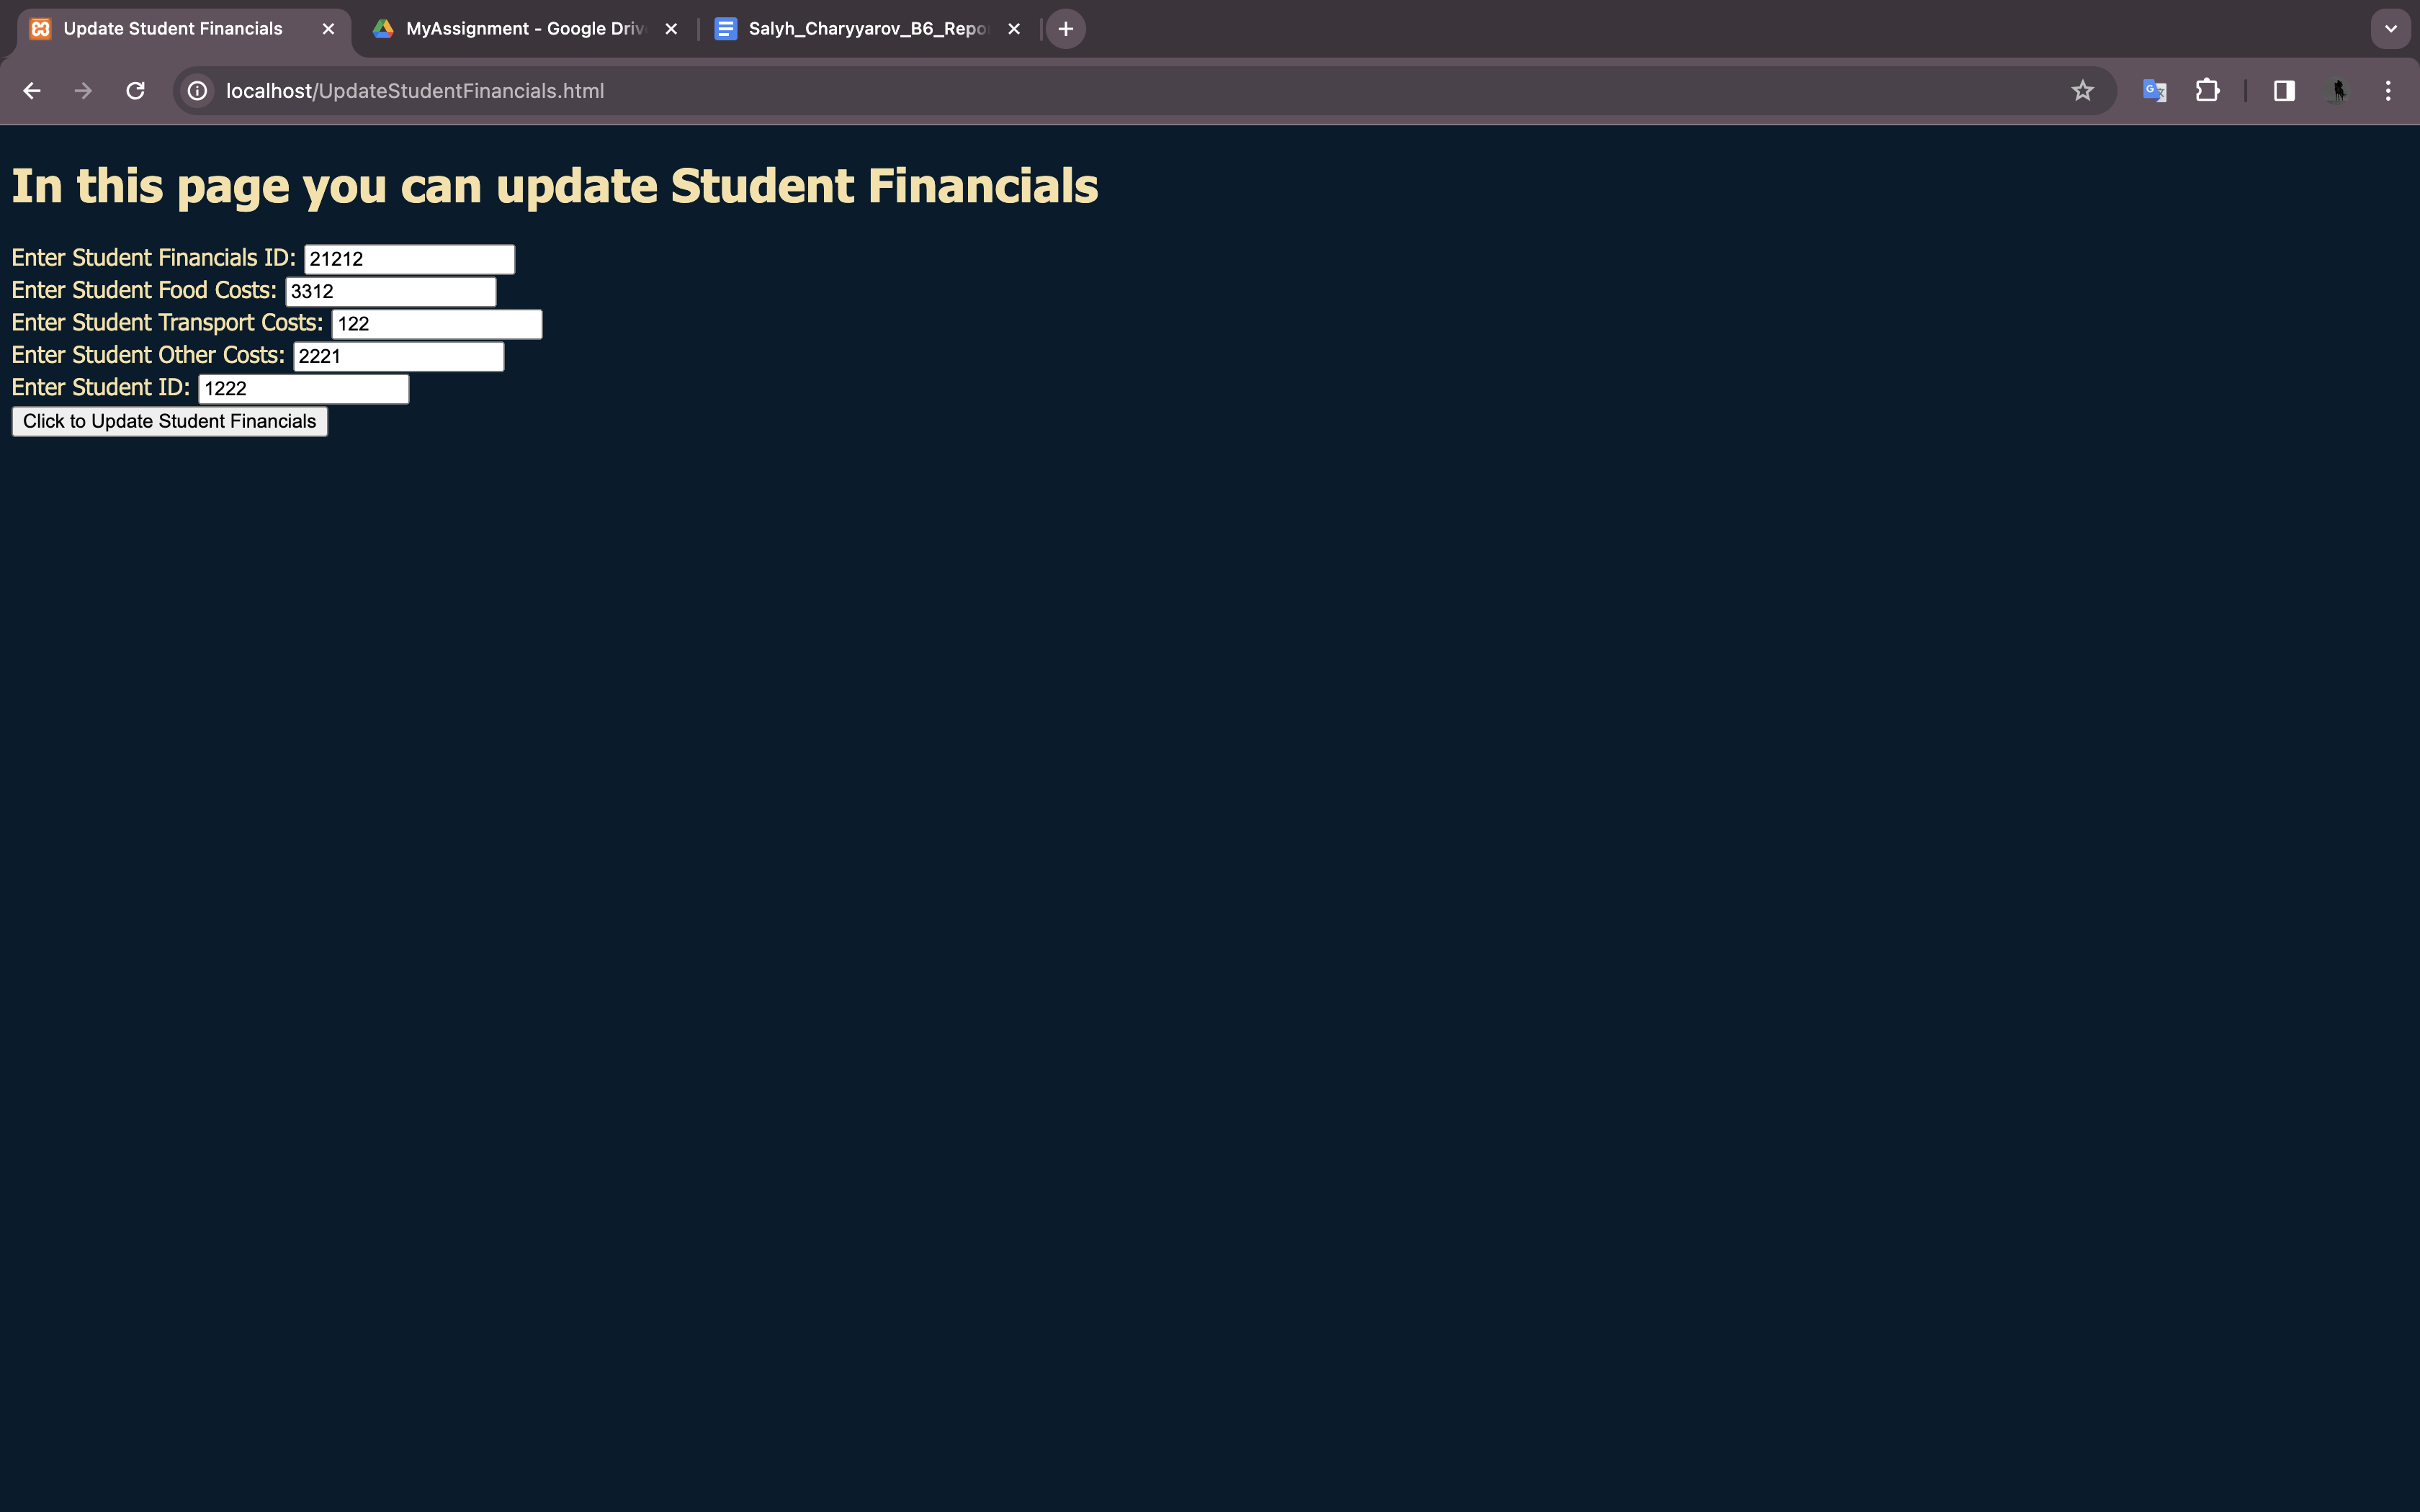 Update Student Financials
MyAssignment - Google Driv
Salyh_Charyyarov_B6_Repo
localhost/UpdateStudentFinancials.html
In this page you can update Student Financials
Enter Student Financials ID: 21212
Enter Student Food Costs: 3312
Enter Student Transport Costs: 122
Enter Student Other Costs: 2221
Enter Student ID: 1222
Click to Update Student Financials